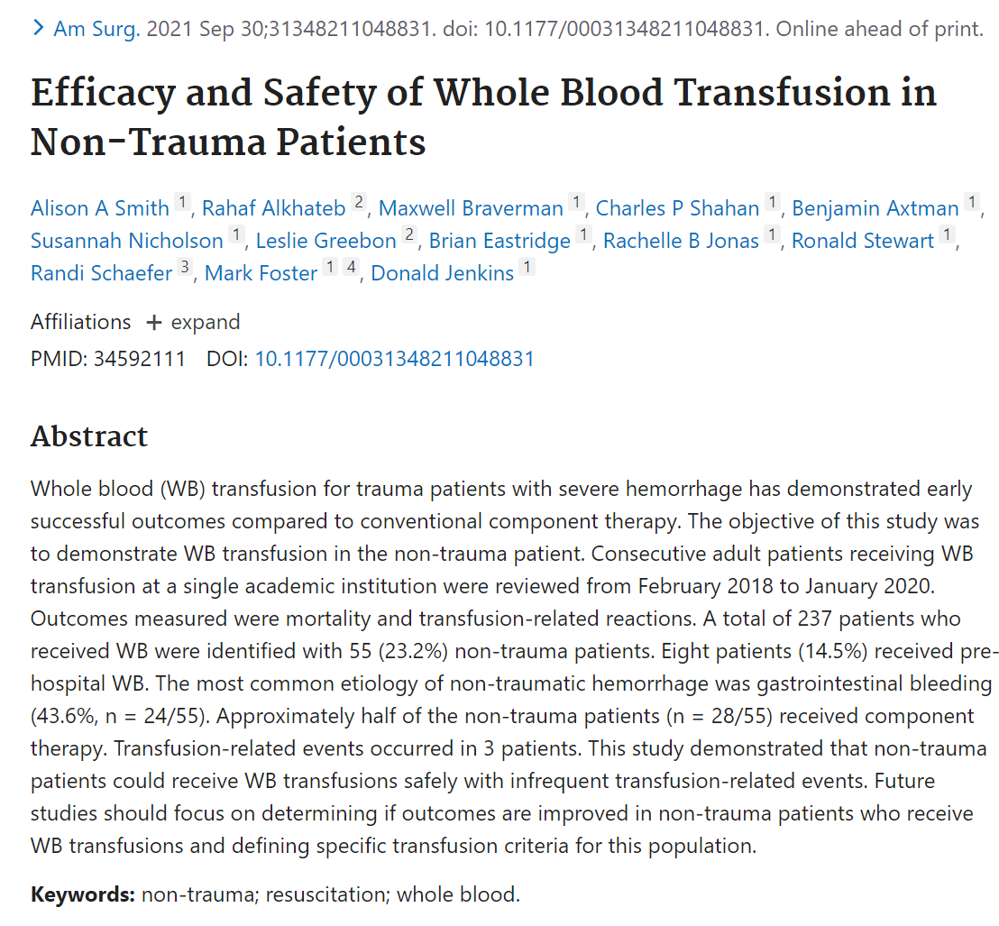 > Am Surg. 2021 Sep 30;31348211048831. doi: 10.1177/00031348211048831. Online ahead of print.
Efficacy and Safety of Whole Blood Transfusion in
Non-Trauma Patients
Alison A Smith 1, Rahaf Alkhateb 2, Maxwell Braverman 1, Charles P Shahan 1, Benjamin Axtman 1,
Susannah Nicholson 1, Leslie Greebon 2, Brian Eastridge 1, Rachelle B Jonas 1, Ronald Stewart 1,
Randi Schaefer 3, Mark Foster 1 4, Donald Jenkins 1
Affiliations + expand
PMID: 34592111 DOI: 10.1177/00031348211048831
Abstract
Whole blood (WB) transfusion for trauma patients with severe hemorrhage has demonstrated early
successful outcomes compared to conventional component therapy. The objective of this study was
to demonstrate WB transfusion in the non-trauma patient. Consecutive adult patients receiving WB
transfusion at a single academic institution were reviewed from February 2018 to January 2020.
Outcomes measured were mortality and transfusion-related reactions. A total of 237 patients who
received WB were identified with 55 (23.2%) non-trauma patients. Eight patients (14.5%) received pre-
hospital WB. The most common etiology of non-traumatic hemorrhage was gastrointestinal bleeding
(43.6%, n = 24/55). Approximately half of the non-trauma patients (n = 28/55) received component
therapy. Transfusion-related events occurred in 3 patients. This study demonstrated that non-trauma
patients could receive WB transfusions safely with infrequent transfusion-related events. Future
studies should focus on determining if outcomes are improved in non-trauma patients who receive
WB transfusions and defining specific transfusion criteria for this population.
Keywords: non-trauma; resuscitation; whole blood.